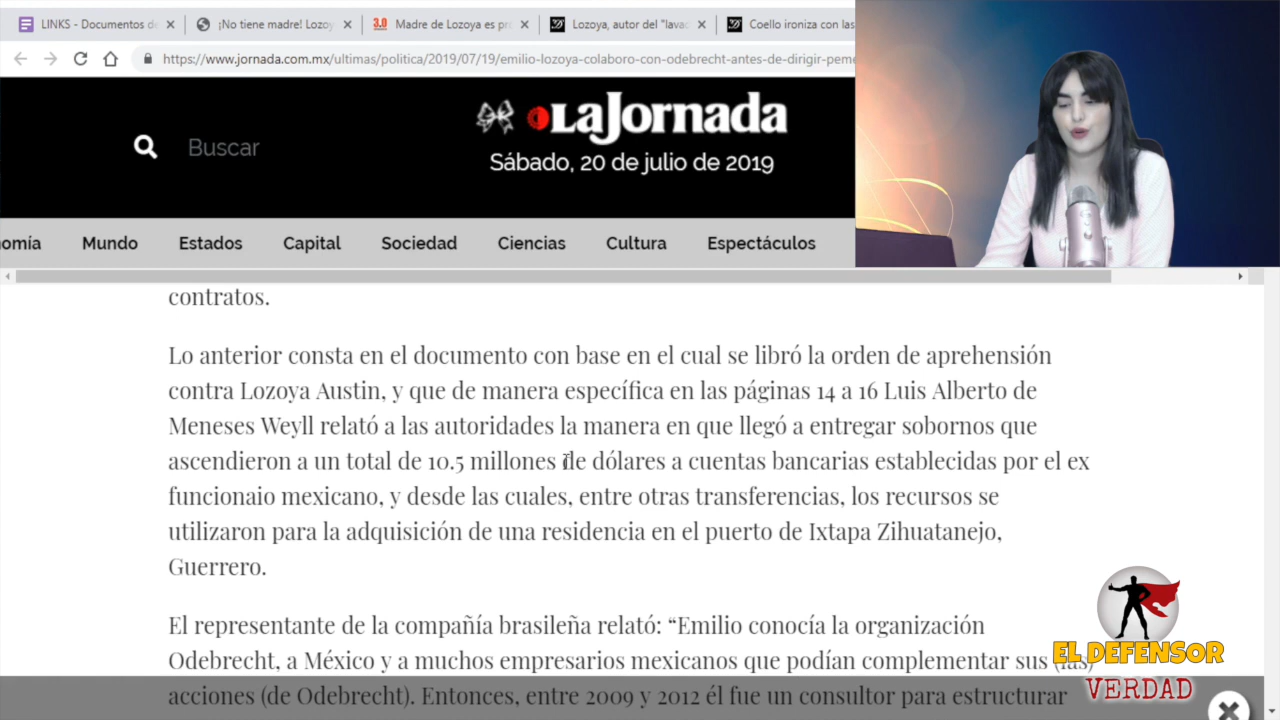 LINKS - Documentos d
¡No tiene madre! Lozoy
3.0 Madre de Lozoya es pr
Lozoya, autor del "lava
Coello ironiza con las
https://www.jornada.com.mx/ultimas/politica/2019/07/19/emilio-lozoya-colaboro-con-odebrecht-antes-de-dirigir-peme
Buscar
LaJornada
Sábado, 20 de julio de 2019
nomía Mundo Estados Capital Sociedad Ciencias Cultura Espectáculos
contratos.
Lo anterior consta en el documento con base en el cual se libró la orden de aprehensión
contra Lozoya Austin, y que de manera específica en las páginas 14 a 16 Luis Alberto de
Meneses Weyll relató a las autoridades la manera en que llegó a entregar sobornos que
ascendieron a un total de 10.5 millones de dólares a cuentas bancarias establecidas por el ex
funcionaio mexicano, y desde las cuales, entre otras transferencias, los recursos se
utilizaron para la adquisición de una residencia en el puerto de Ixtapa Zihuatanejo,
Guerrero.
El representante de la compañía brasileña relató: “Emilio conocía la organización
Odebrecht, a México y a muchos empresarios mexicanos que podían complementar sus (las)
acciones (de Odebrecht). Entonces, entre 2009 y 2012 él fue un consultor para estructurar
EL DEFENSOR
VERDAD